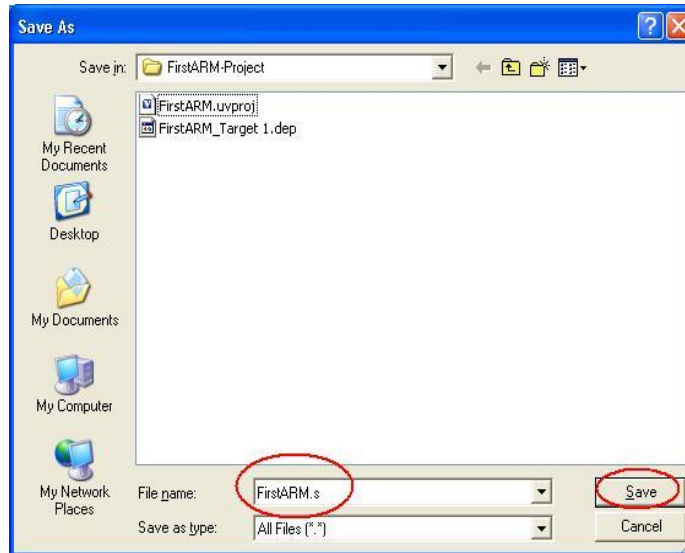 Save As
Save in:
FirstARM-Project
FirstARM.uvproj
FirstARM_Target 1.dep
My Recent
Documents
Desktop
My Documents
My Computer
My Network
Places
File name:
FirstARM.s
Save
Save as type:
All Files (*.*)
Cancel